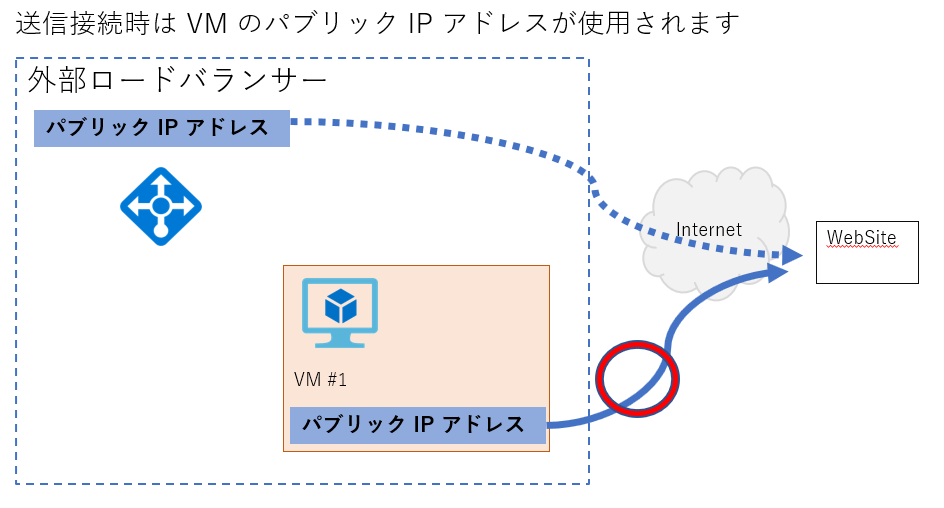 送信接続時は VM のパブリック IP アドレスが使用されます
外部ロードバランサー
パブリック IP アドレス
Internet
WebSite
VM #1
パブリック IP アドレス